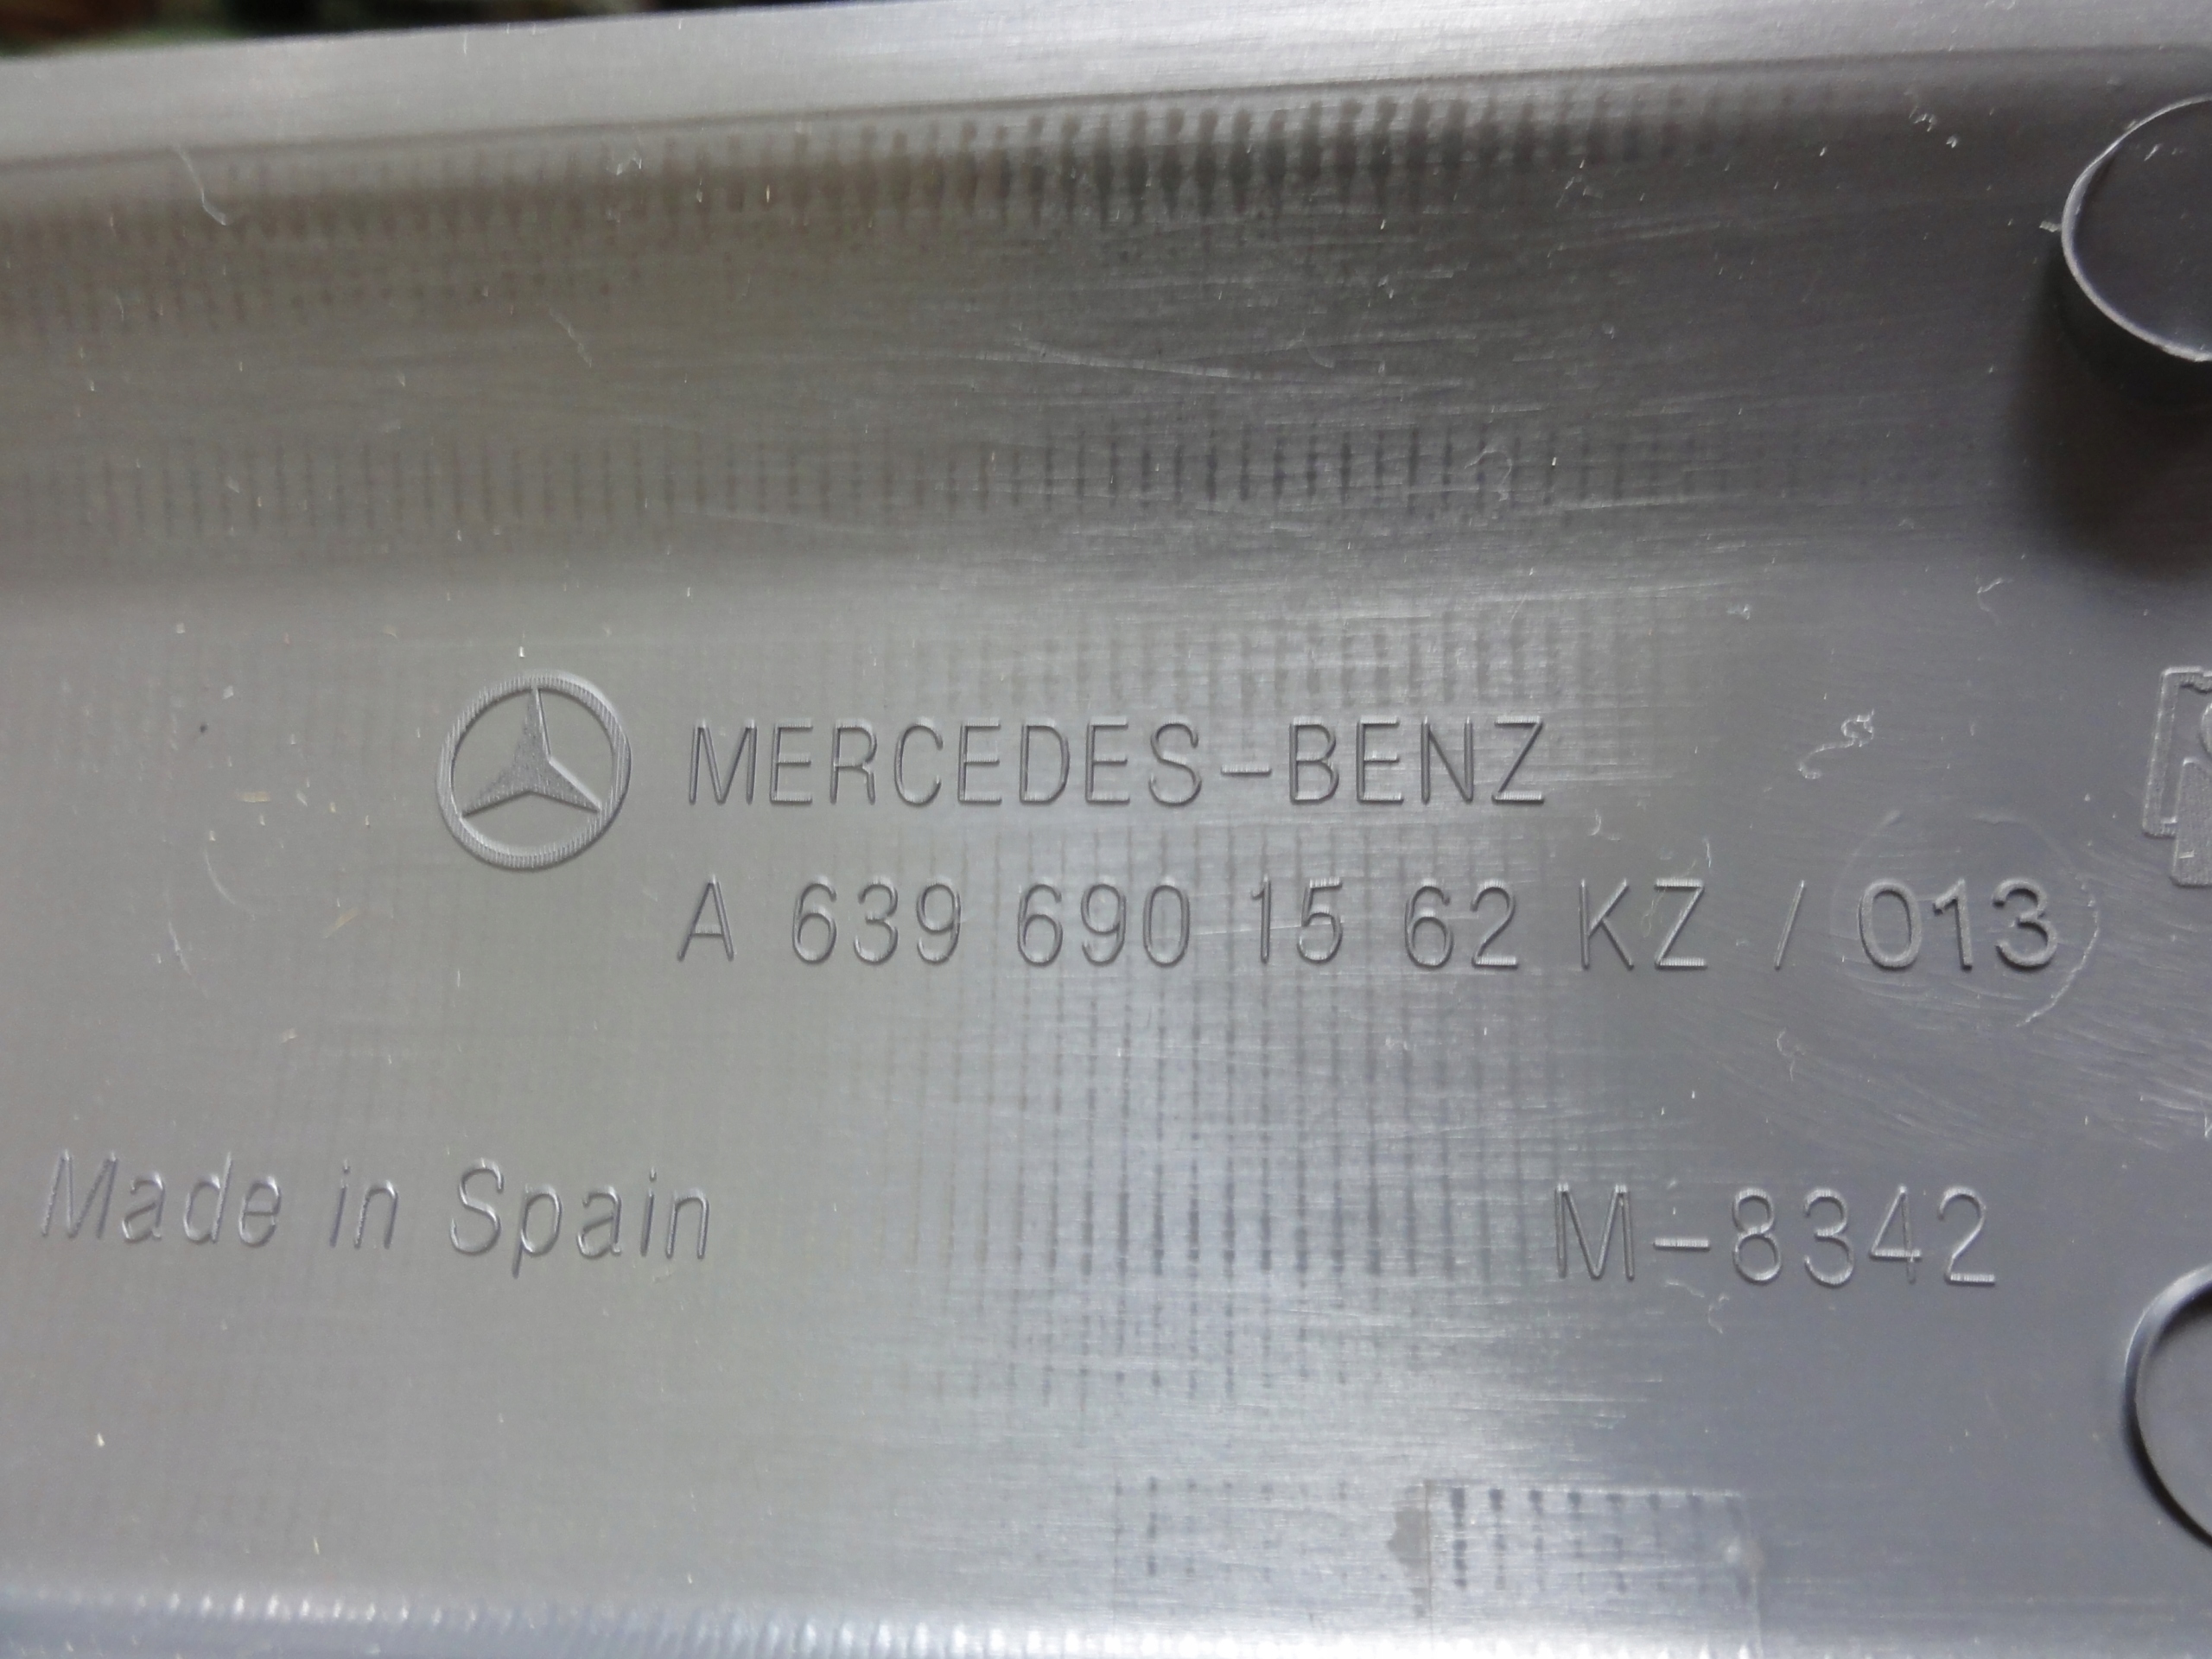 MERCEDES-BENZ
A 639 690 15 62 KZ / 013
Made in Spain
M-8342